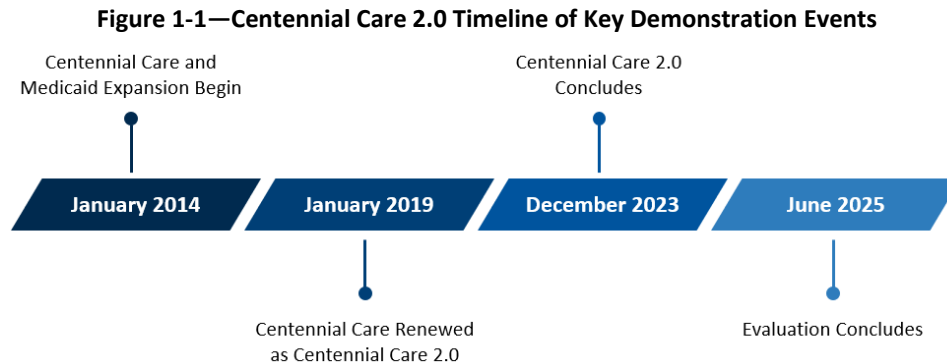 Figure 1-1—Centennial Care 2.0 Timeline of Key Demonstration Events
Centennial Care and
Medicaid Expansion Begin
Centennial Care 2.0
Concludes
January 2014
January 2019
December 2023
June 2025
Centennial Care Renewed
as Centennial Care 2.0
Evaluation Concludes